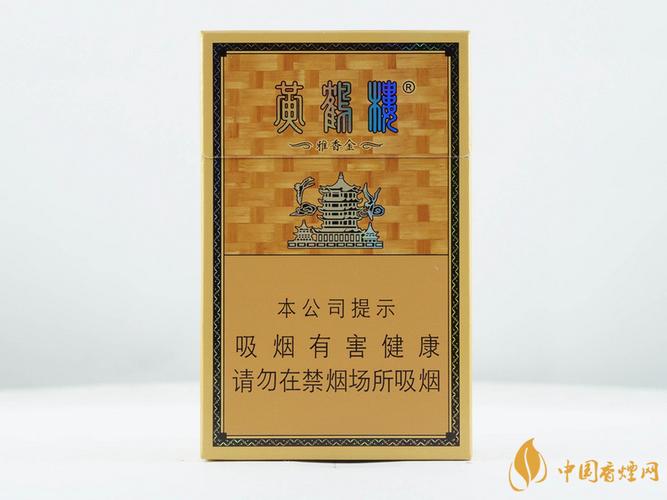 黄鹤楼®
雅香金
本公司提示
吸烟有害健康
请勿在禁烟场所吸烟
中国香烟网